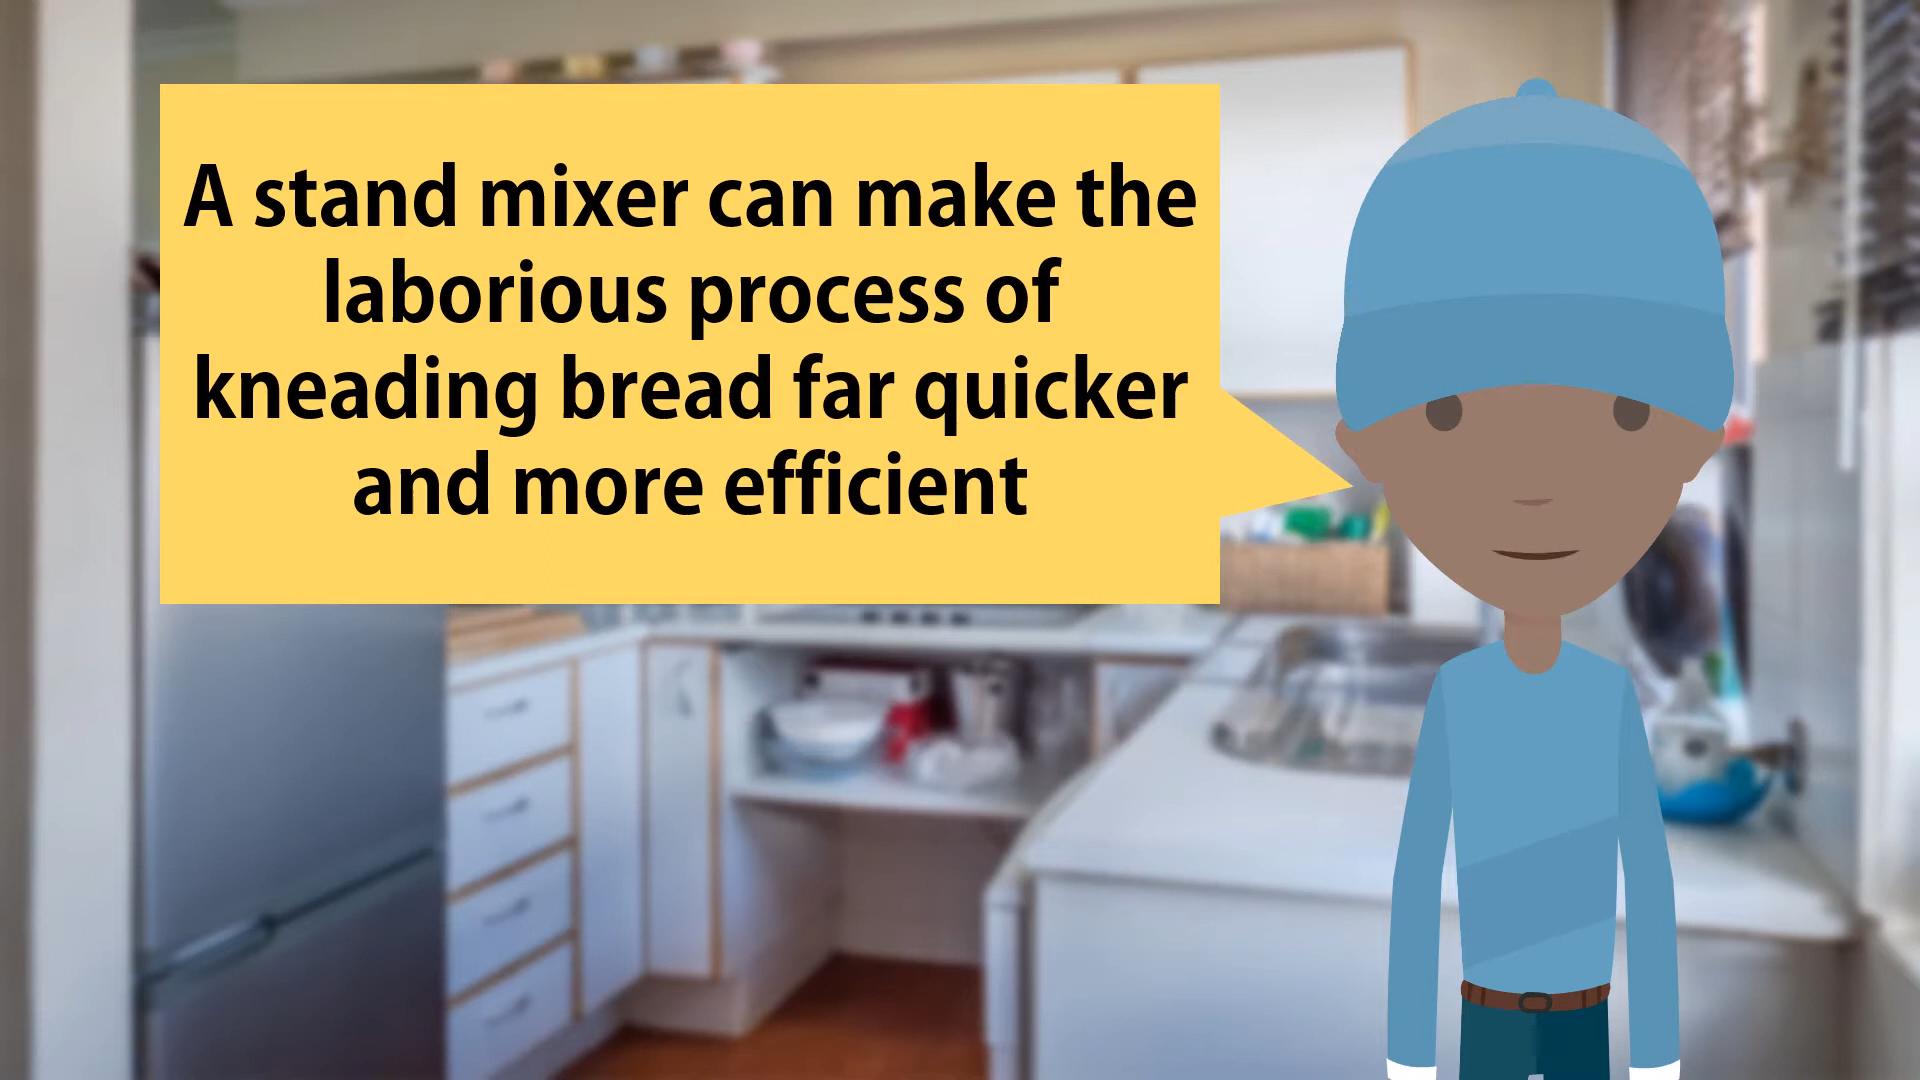 A stand mixer can make the
laborious process of
kneading bread far quicker
and more efficient